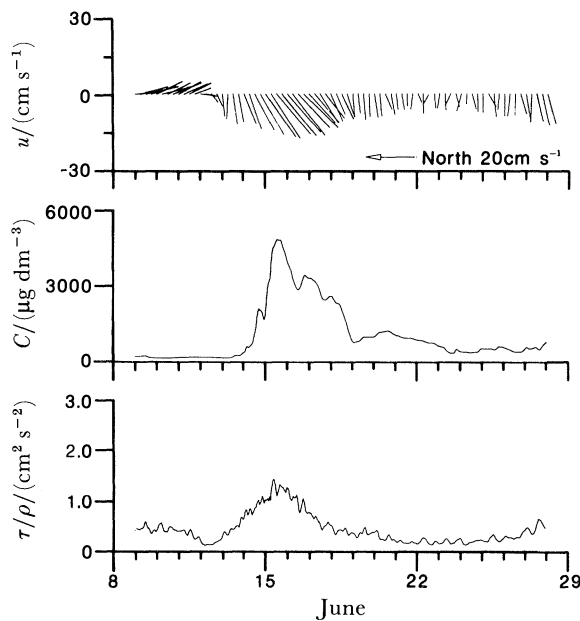 30
0
-30
u/(cm s⁻¹)
North 20cm s⁻¹
6000
3000
0
C/(μg dm⁻³)
3.0
2.0
1.0
0
τ/ρ/(cm² s⁻²)
8 15 22 29
June